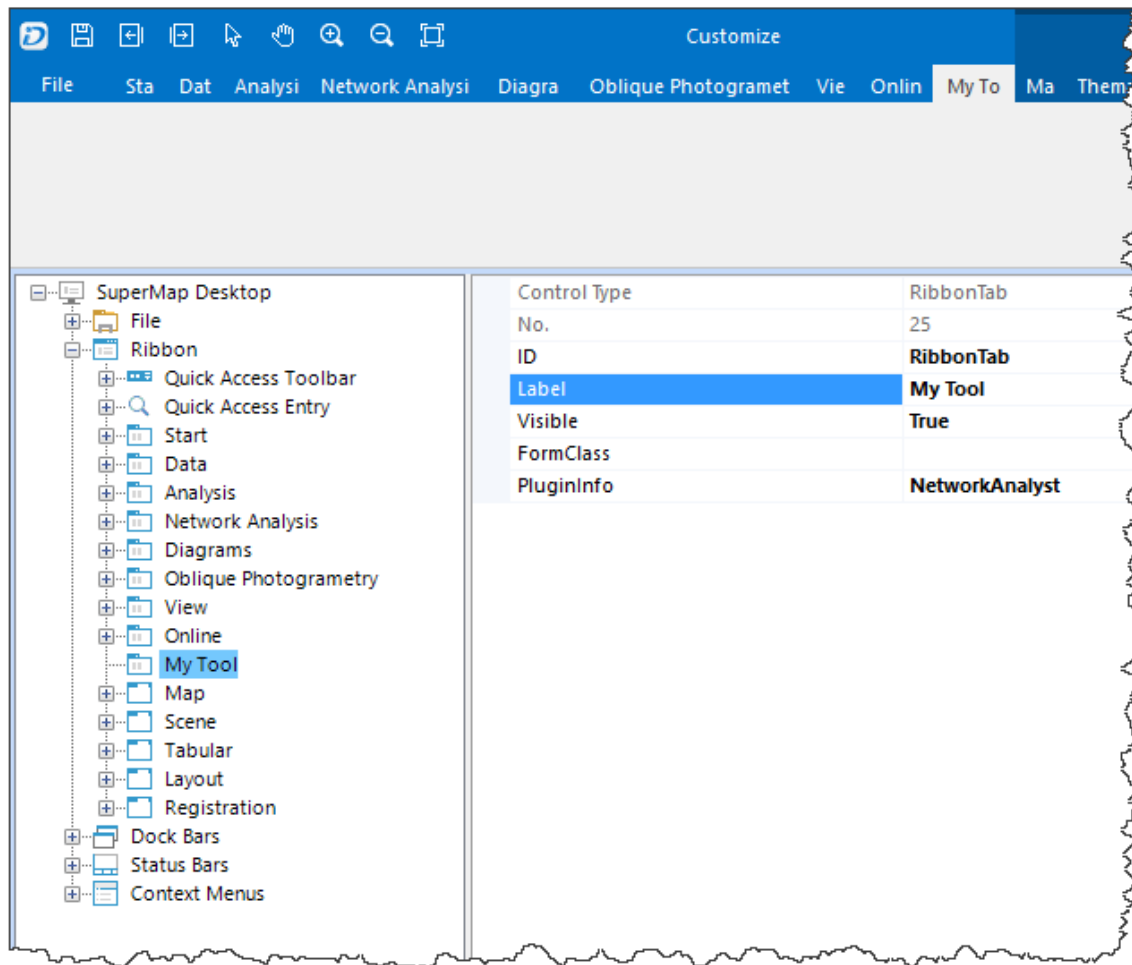 Customize
File Sta Dat Analysi Network Analysi Diagra Oblique Photogramet Vie Onlin My To Ma Them
SuperMap Desktop
File
Ribbon
Quick Access Toolbar
Quick Access Entry
Start
Data
Analysis
Network Analysis
Diagrams
Oblique Photogrametry
View
Online
My Tool
Map
Scene
Tabular
Layout
Registration
Dock Bars
Status Bars
Context Menus
Control Type RibbonTab
No. 25
ID RibbonTab
Label My Tool
Visible True
FormClass
PluginInfo NetworkAnalyst